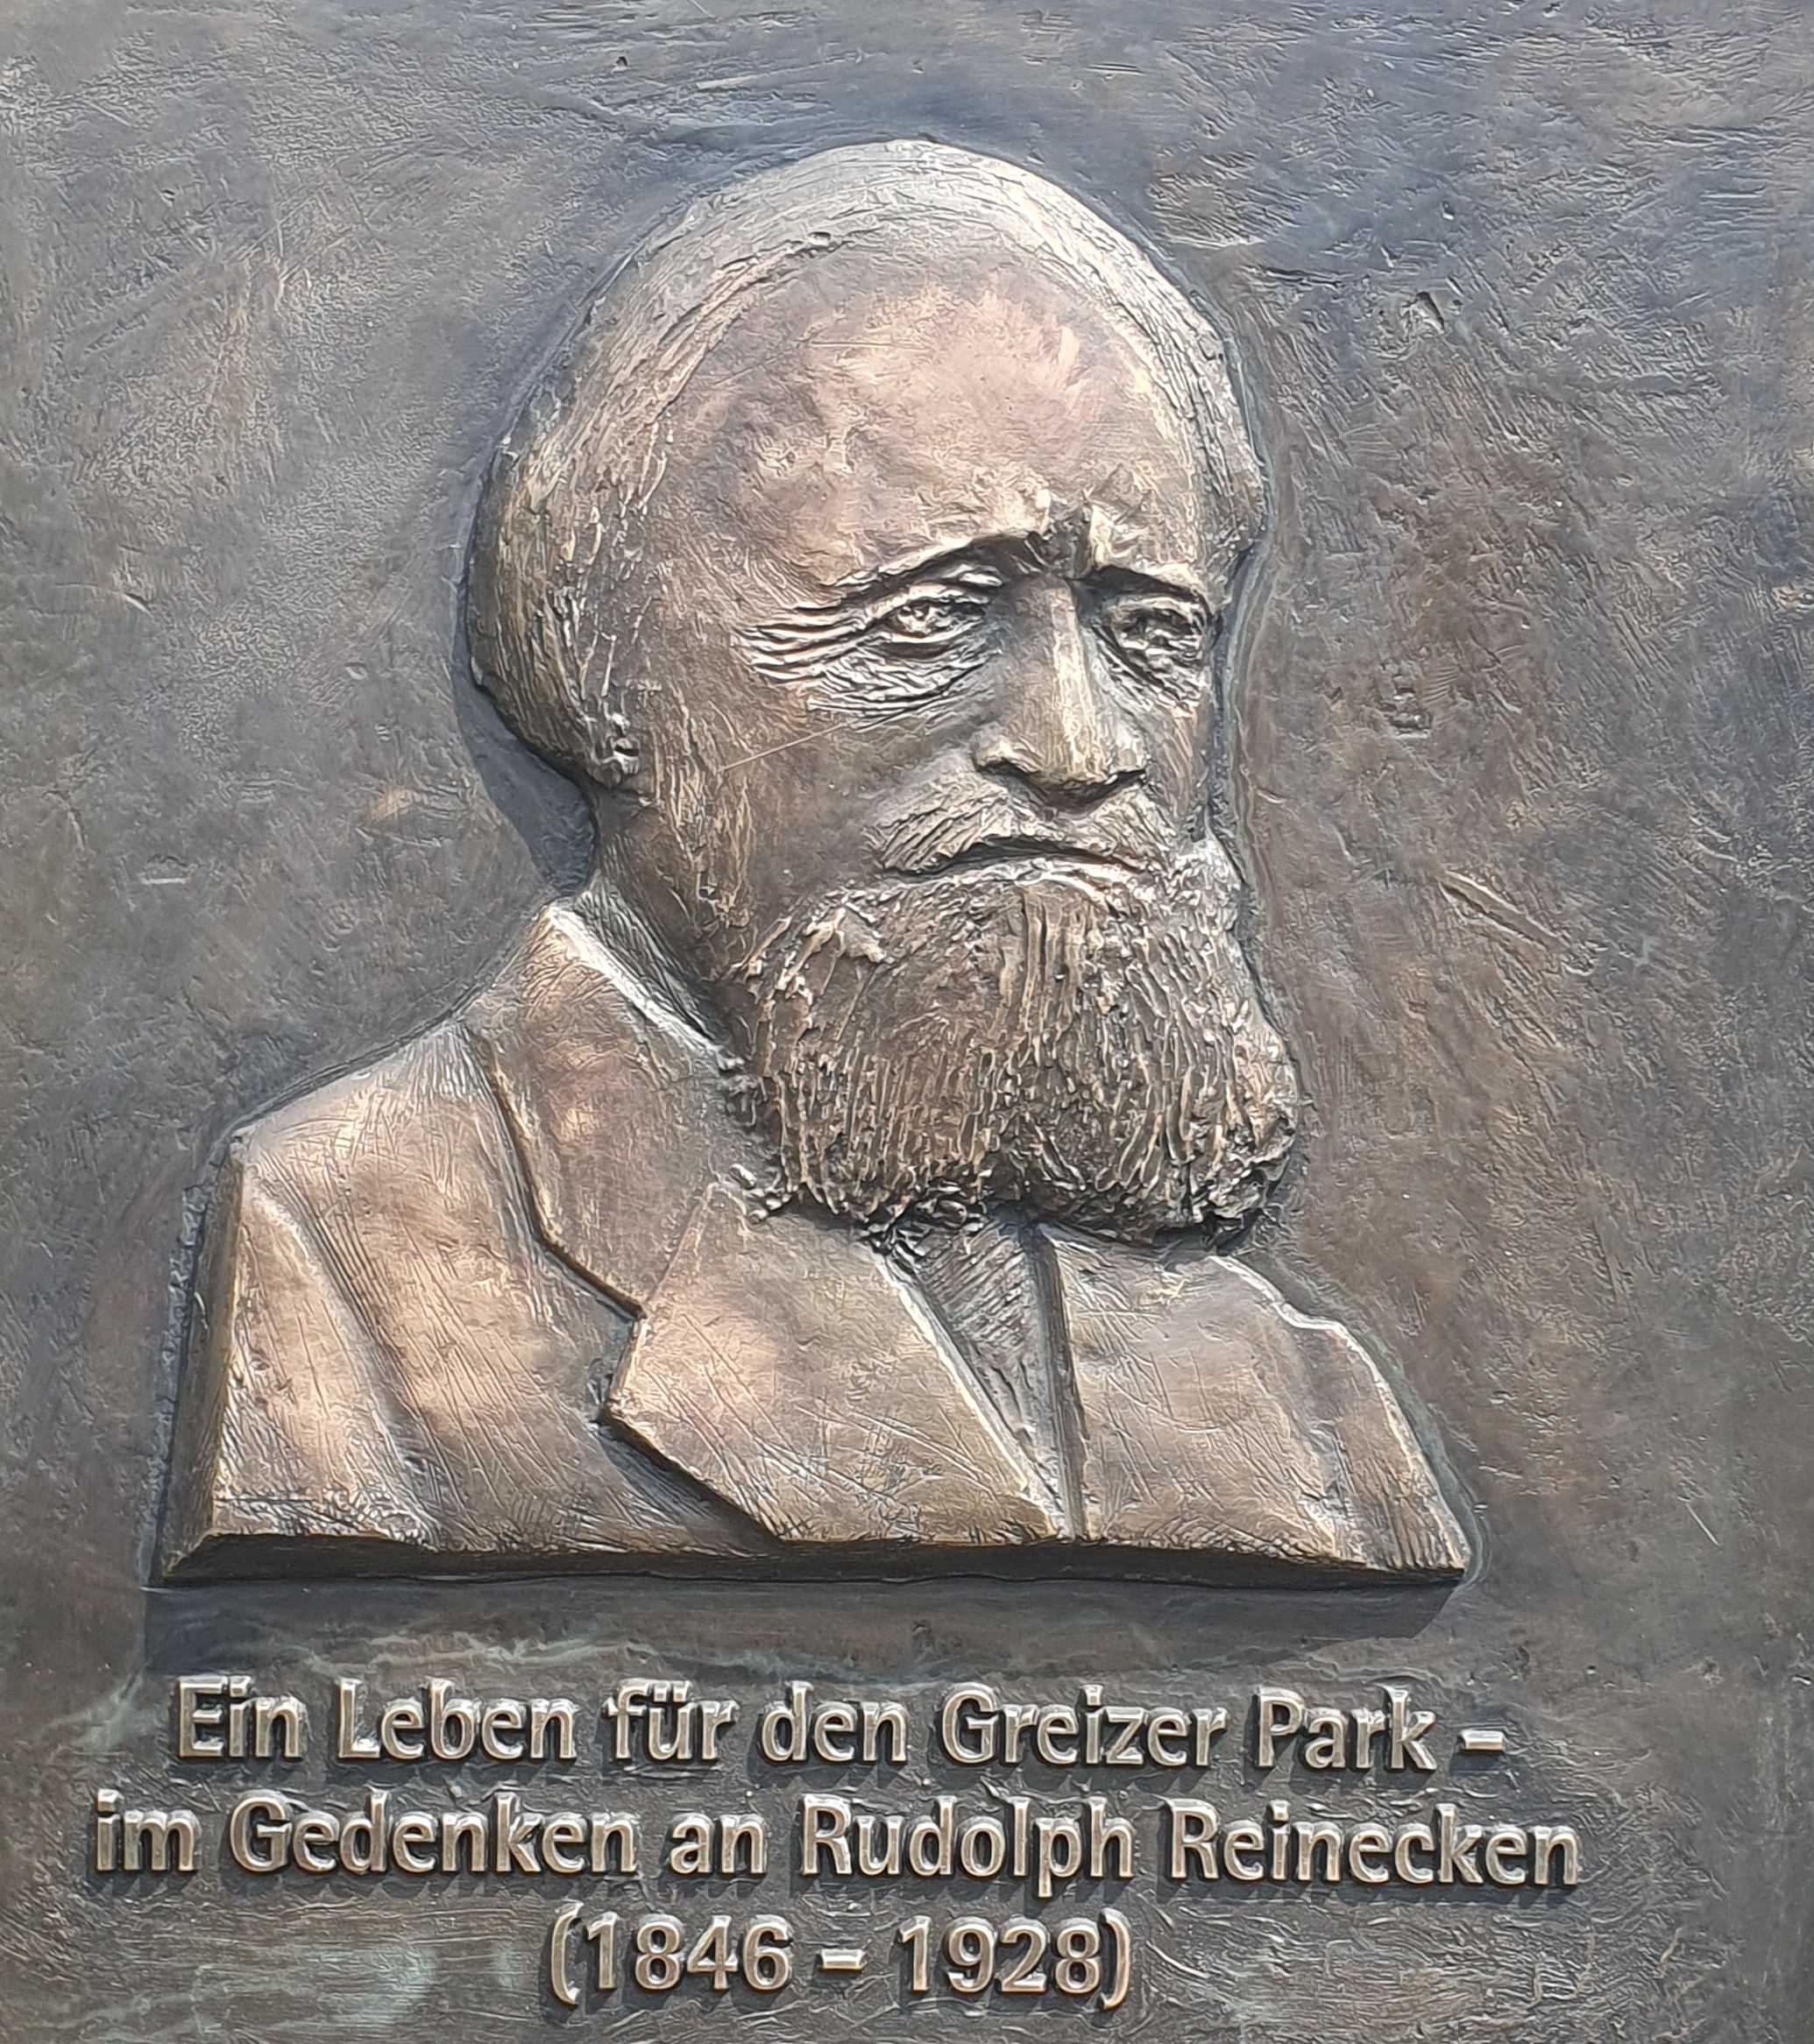 Ein Leben für den Greizer Park –
im Gedenken an Rudolph Reinecken
(1846 – 1928)